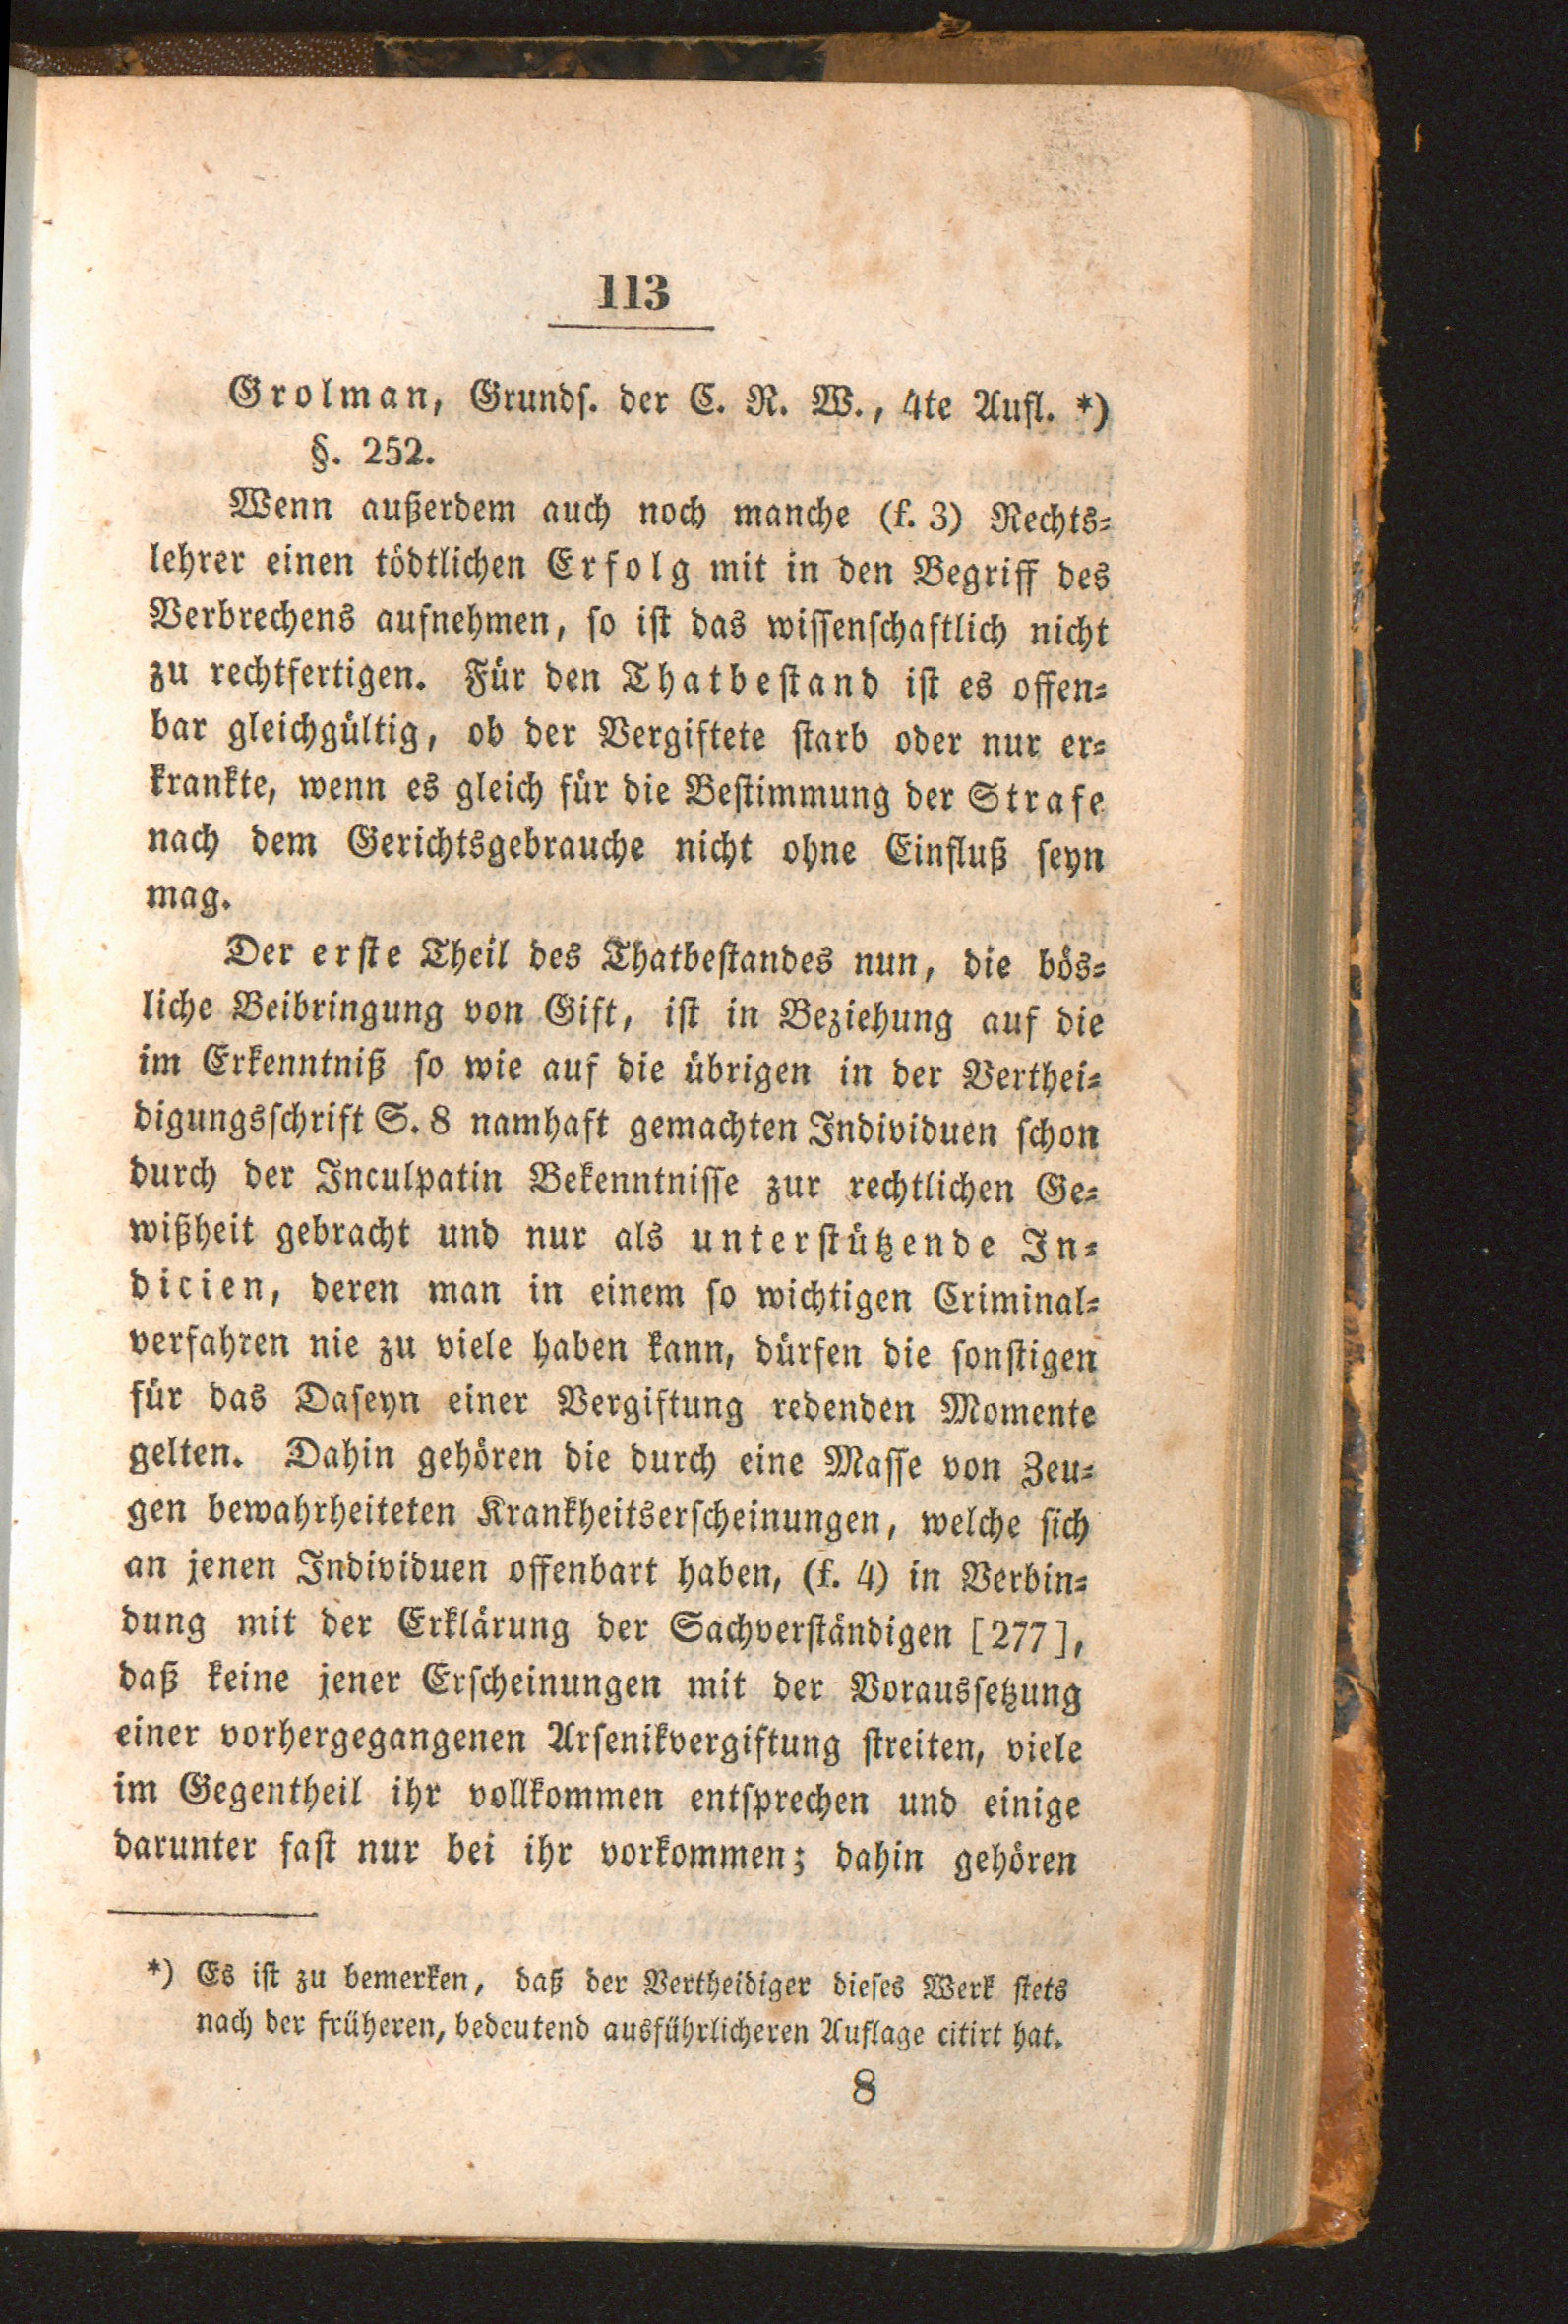 113
Grolman, Grundſ. der C. R. W., 4te Aufl. *)
§. 252.
Wenn außerdem auch noch manche (f. 3) Rechts⸗
lehrer einen tödtlichen Erfolg mit in den Begriff des
Verbrechens aufnehmen, ſo iſt das wiſſenſchaftlich nicht
zu rechtfertigen. Für den Thatbeſtand iſt es offen⸗
bar gleichgültig, ob der Vergiftete ſtarb oder nur er⸗
krankte, wenn es gleich für die Beſtimmung der Strafe
nach dem Gerichtsgebrauche nicht ohne Einfluß ſeyn
mag.
Der erſte Theil des Thatbeſtandes nun, die bös⸗
liche Beibringung von Gift, iſt in Beziehung auf die
im Erkenntniß ſo wie auf die übrigen in der Verthei⸗
digungsſchrift S. 8 namhaft gemachten Individuen ſchon
durch der Inculpatin Bekenntniſſe zur rechtlichen Ge⸗
wißheit gebracht und nur als unterſtützende In⸗
dicien, deren man in einem ſo wichtigen Criminal⸗
verfahren nie zu viele haben kann, dürfen die ſonſtigen
für das Daſeyn einer Vergiftung redenden Momente
gelten. Dahin gehören die durch eine Maſſe von Zeu⸗
gen bewahrheiteten Krankheitserſcheinungen, welche ſich
an jenen Individuen offenbart haben, (f. 4) in Verbin⸗
dung mit der Erklärung der Sachverſtändigen [277],
daß keine jener Erſcheinungen mit der Vorausſetzung
einer vorhergegangenen Arſenikvergiftung ſtreiten, viele
im Gegentheil ihr vollkommen entſprechen und einige
darunter faſt nur bei ihr vorkommen; dahin gehören
*) Es iſt zu bemerken, daß der Vertheidiger dieſes Werk ſtets
nach der früheren, bedeutend ausführlicheren Auflage citirt hat.
8